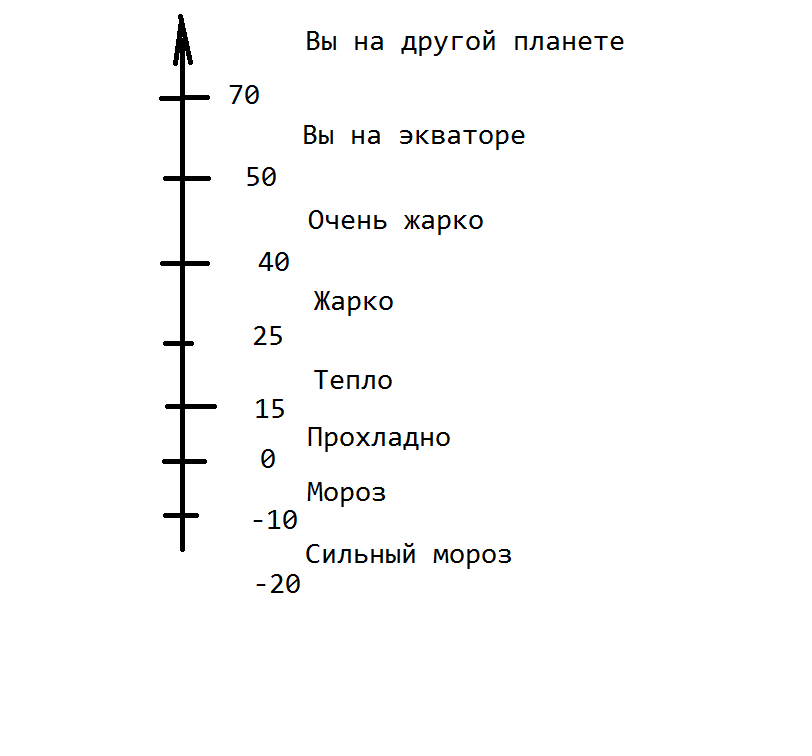 Вы на другой планете
70
Вы на экваторе
50
Очень жарко
40
Жарко
25
Тепло
15
Прохладно
0
Мороз
-10
Сильный мороз
-20